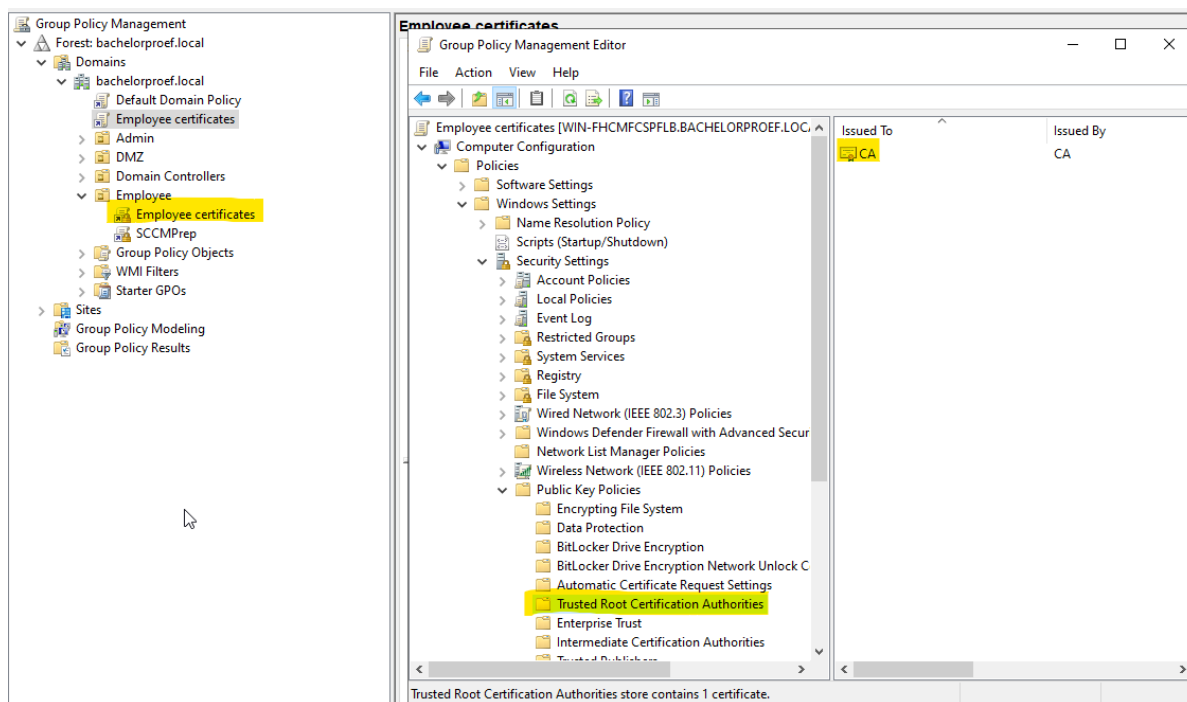 Group Policy Management
Forest: bachelorproef.local
Domains
bachelorproef.local
Default Domain Policy
Employee certificates
Admin
DMZ
Domain Controllers
Employee
Employee certificates
SCCMPrep
Group Policy Objects
WMI Filters
Starter GPOs
Sites
Group Policy Modeling
Group Policy Results
Employee certificates
Group Policy Management Editor
File Action View Help
Employee certificates [WIN-FHCMFCSPFLB.BACHELORPROEF.LOC
Computer Configuration
Policies
Software Settings
Windows Settings
Name Resolution Policy
Scripts (Startup/Shutdown)
Security Settings
Account Policies
Local Policies
Event Log
Restricted Groups
System Services
Registry
File System
Wired Network (IEEE 802.3) Policies
Windows Defender Firewall with Advanced Secur
Network List Manager Policies
Wireless Network (IEEE 802.11) Policies
Public Key Policies
Encrypting File System
Data Protection
BitLocker Drive Encryption
BitLocker Drive Encryption Network Unlock C
Automatic Certificate Request Settings
Trusted Root Certification Authorities
Enterprise Trust
Intermediate Certification Authorities
Trusted Publishers
Issued To Issued By
CA CA
Trusted Root Certification Authorities store contains 1 certificate.